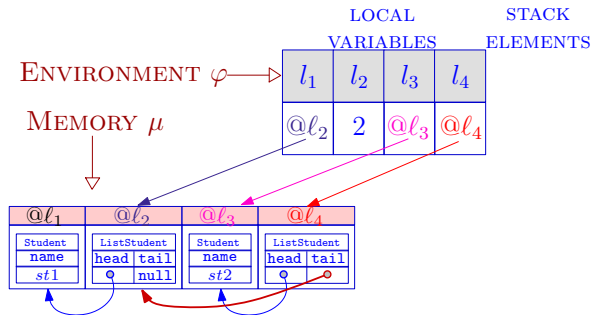 LOCAL VARIABLES
STACK ELEMENTS
ENVIRONMENT φ
l₁ l₂ l₃ l₄
MEMORY μ
@ℓ₂ 2 @ℓ₃ @ℓ₄
@ℓ₁ @ℓ₂ @ℓ₃ @ℓ₄
Student ListStudent Student ListStudent
name head tail name head tail
st1 null st2